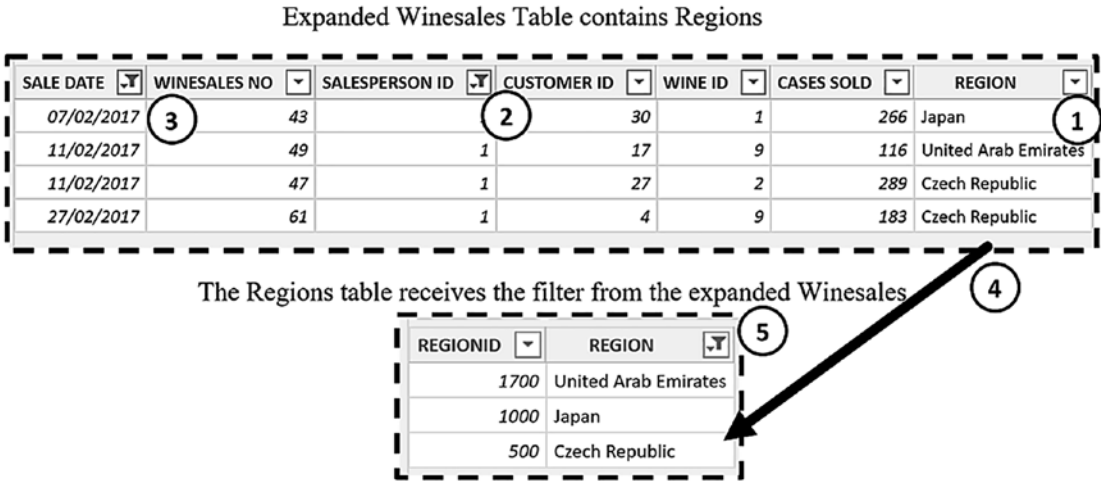 Expanded Winesales Table contains Regions
SALE DATE WINESALES NO SALESPERSON ID CUSTOMER ID WINE ID CASES SOLD REGION
07/02/2017 3 43 2 30 1 266 Japan 1
11/02/2017 49 1 17 9 116 United Arab Emirates
11/02/2017 47 1 27 2 289 Czech Republic
27/02/2017 61 1 4 9 183 Czech Republic
The Regions table receives the filter from the expanded Winesales 4
REGIONID REGION 5
1700 United Arab Emirates
1000 Japan
500 Czech Republic